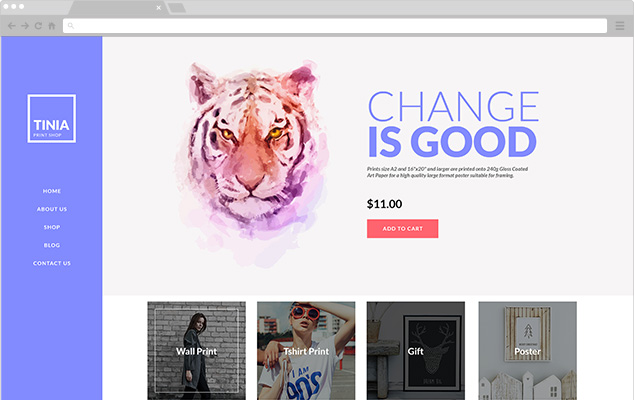 TINIA
PRINT SHOP
HOME
ABOUT US
SHOP
BLOG
CONTACT US
CHANGE
IS GOOD
Prints size A2 and 16"x20" and larger are printed onto 240g Gloss Coated
Art Paper for a high quality large format poster suitable for framing.
$11.00
ADD TO CART
Wall Print
Tshirt Print
Gift
Poster
I AM